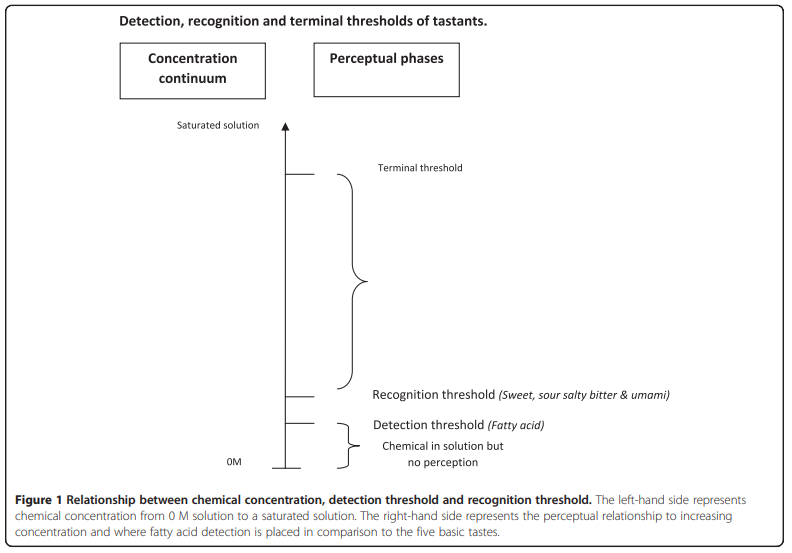 Detection, recognition and terminal thresholds of tastants.
Concentration
continuum
Perceptual phases
Saturated solution
Terminal threshold
Recognition threshold (Sweet, sour salty bitter & umami)
Detection threshold (Fatty acid)
Chemical in solution but
no perception
0M
Figure 1 Relationship between chemical concentration, detection threshold and recognition threshold. The left-hand side represents
chemical concentration from 0 M solution to a saturated solution. The right-hand side represents the perceptual relationship to increasing
concentration and where fatty acid detection is placed in comparison to the five basic tastes.